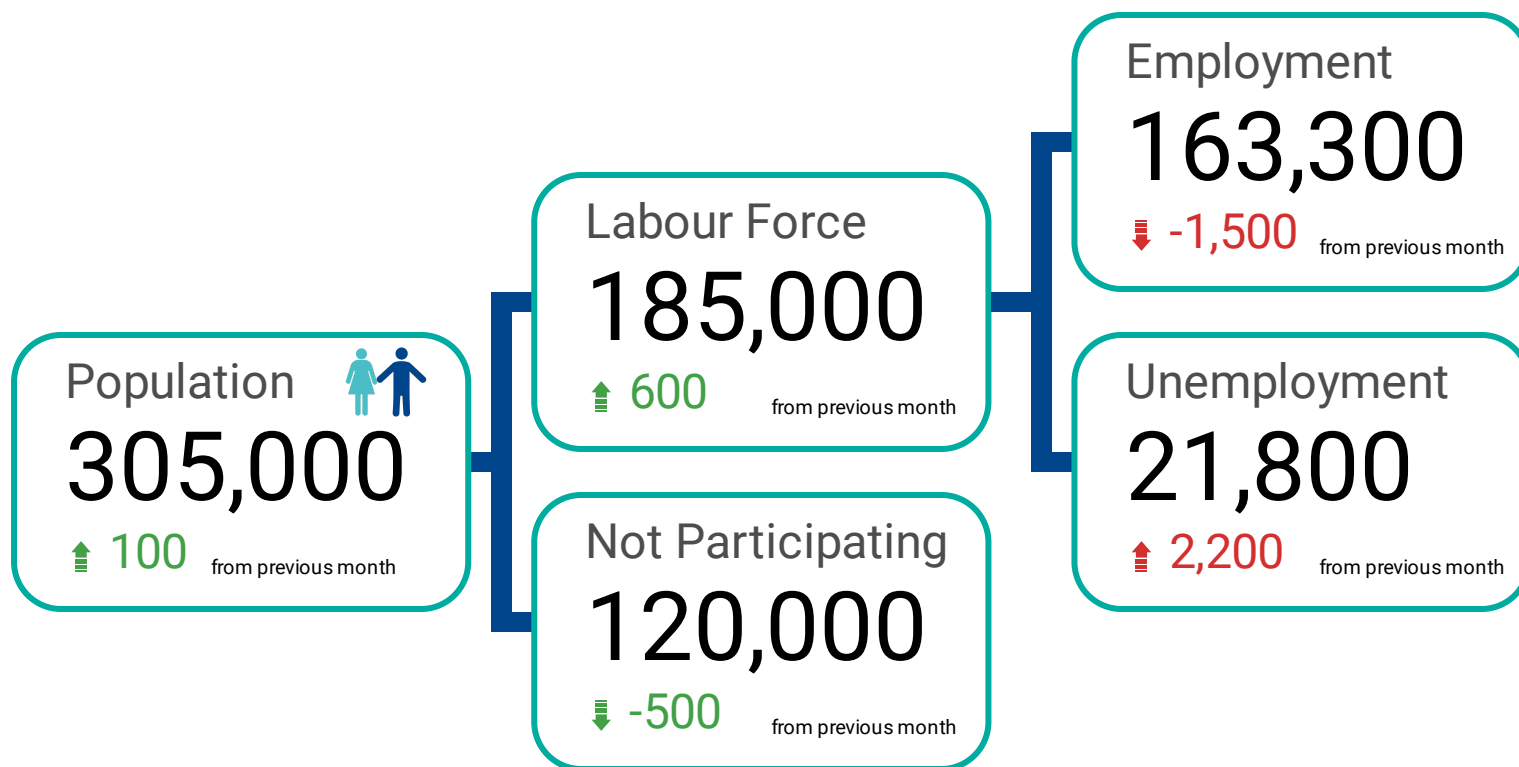 Population
305,000
100 from previous month
Labour Force
185,000
600 from previous month
Not Participating
120,000
-500 from previous month
Employment
163,300
-1,500 from previous month
Unemployment
21,800
2,200 from previous month